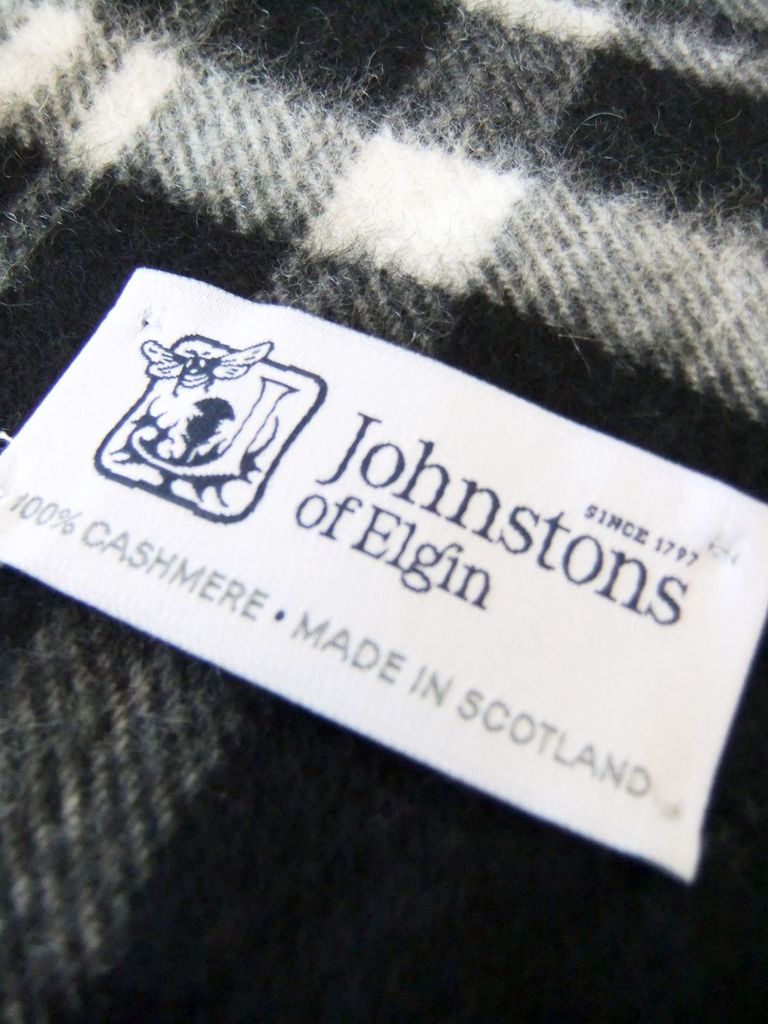 Johnstons
of Elgin
SINCE 1797
100% CASHMERE • MADE IN SCOTLAND